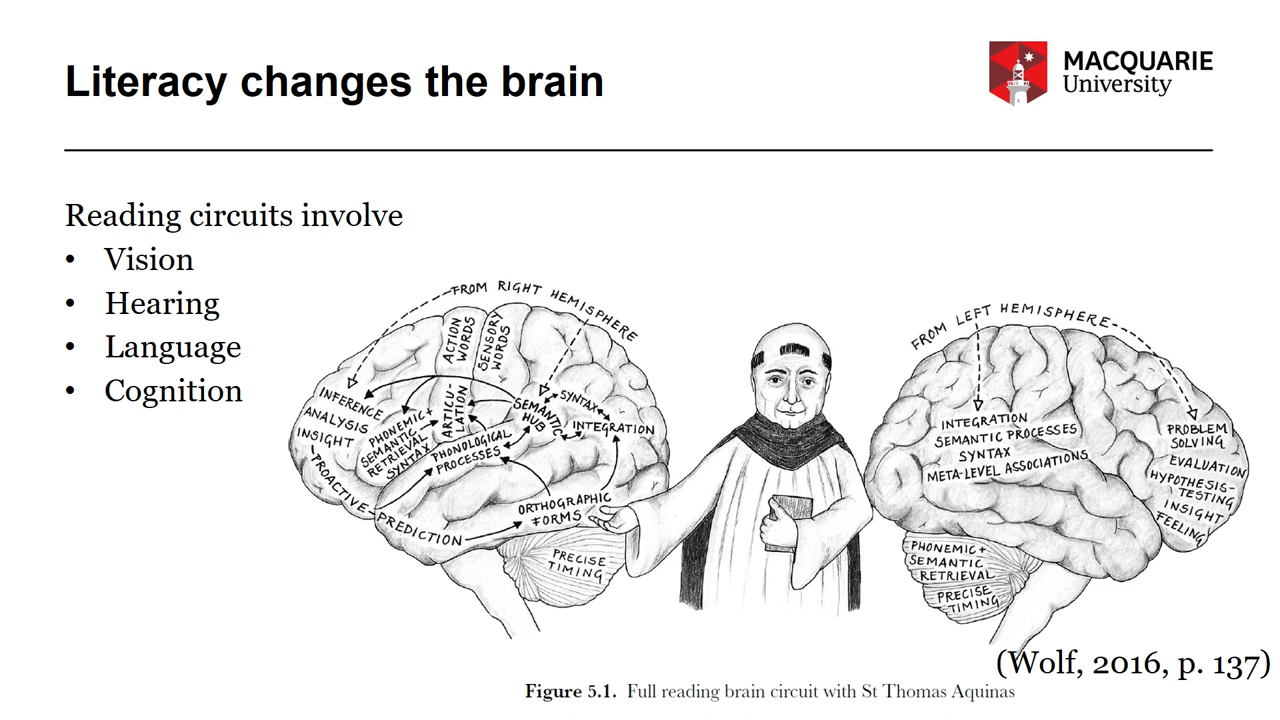 Literacy changes the brain
MACQUARIE
University
Reading circuits involve
• Vision
• Hearing
• Language
• Cognition
FROM RIGHT HEMISPHERE
ACTION
WORDS
SENSORY
WORDS
INFERENCE
ANALYSIS
INSIGHT
PHONEMIC+
SEMANTIC
RETRIEVAL
SYNTAX
ARTICU-
LATION
SEMANTIC
HUB
SYNTAX
INTEGRATION
PHONOLOGICAL
PROCESSES
PROACTIVE-PREDICTION
ORTHOGRAPHIC
FORMS
PRECISE
TIMING
FROM LEFT HEMISPHERE
INTEGRATION
SEMANTIC PROCESSES
SYNTAX
META-LEVEL ASSOCIATIONS
PROBLEM
SOLVING
EVALUATION
HYPOTHESIS-
TESTING
INSIGHT
FEELING
PHONEMIC+
SEMANTIC
RETRIEVAL
PRECISE
TIMING
(Wolf, 2016, p. 137)
Figure 5.1. Full reading brain circuit with St Thomas Aquinas